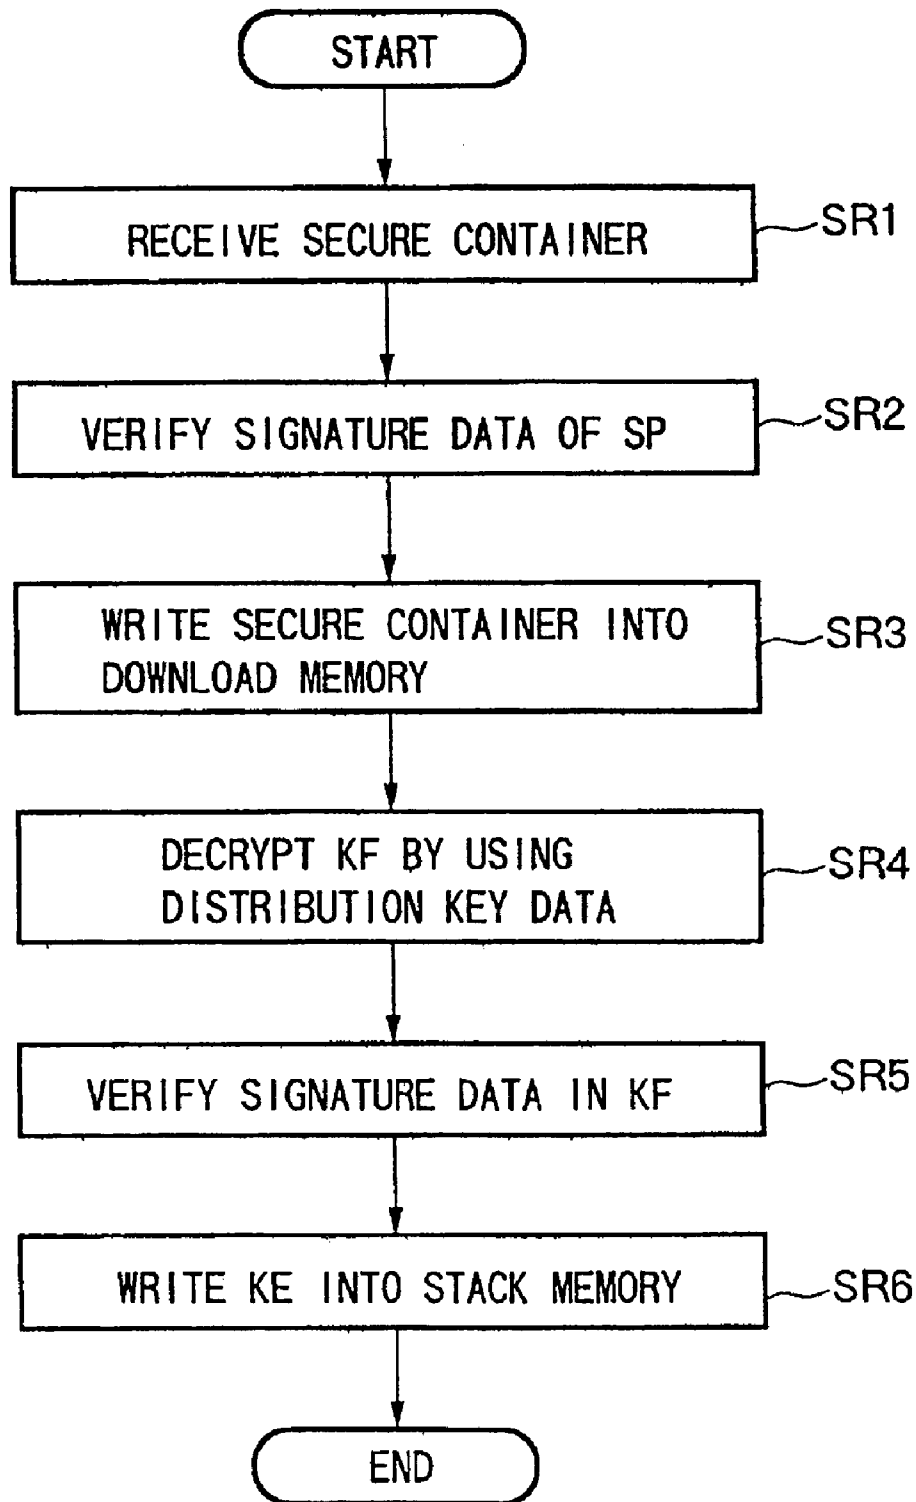 START
RECEIVE SECURE CONTAINER
SR1
VERIFY SIGNATURE DATA OF SP
SR2
WRITE SECURE CONTAINER INTO
DOWNLOAD MEMORY
SR3
DECRYPT KF BY USING
DISTRIBUTION KEY DATA
SR4
VERIFY SIGNATURE DATA IN KF
SR5
WRITE KE INTO STACK MEMORY
SR6
END